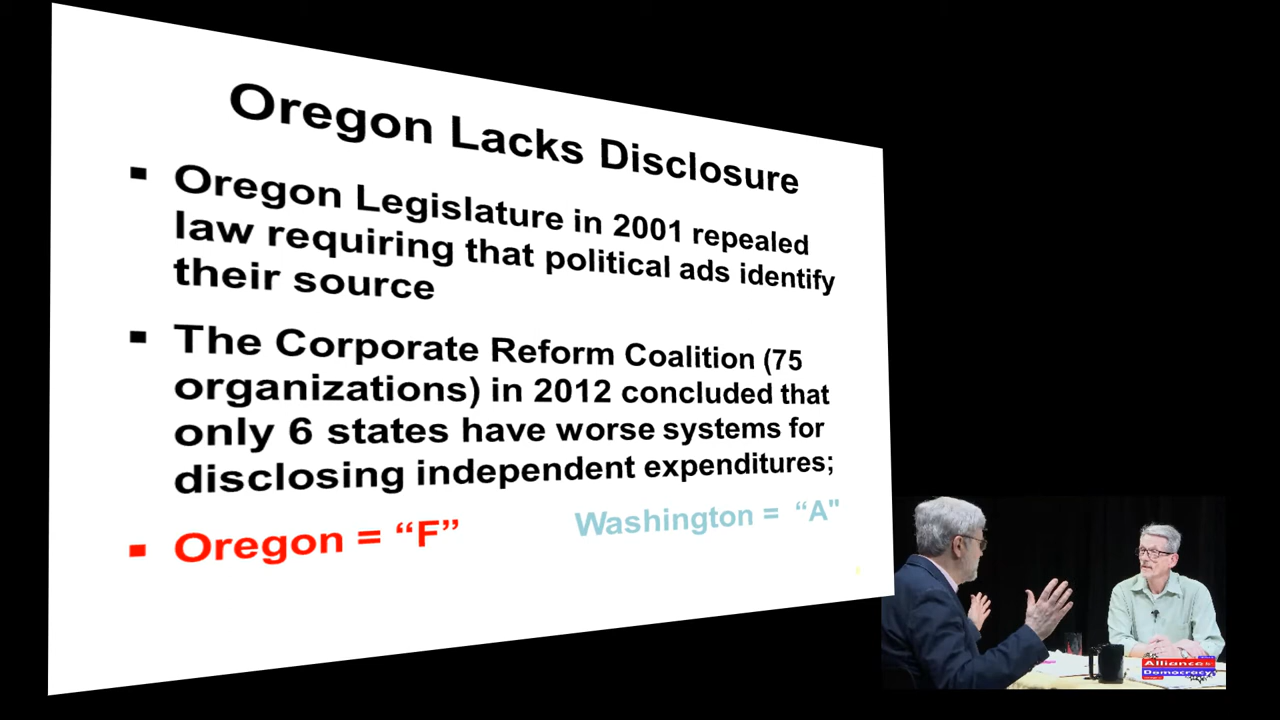 Oregon Lacks Disclosure
▪ Oregon Legislature in 2001 repealed
law requiring that political ads identify
their source
▪ The Corporate Reform Coalition (75
organizations) in 2012 concluded that
only 6 states have worse systems for
disclosing independent expenditures;
▪ Oregon = “F” Washington = “A"
Alliance
Democracy